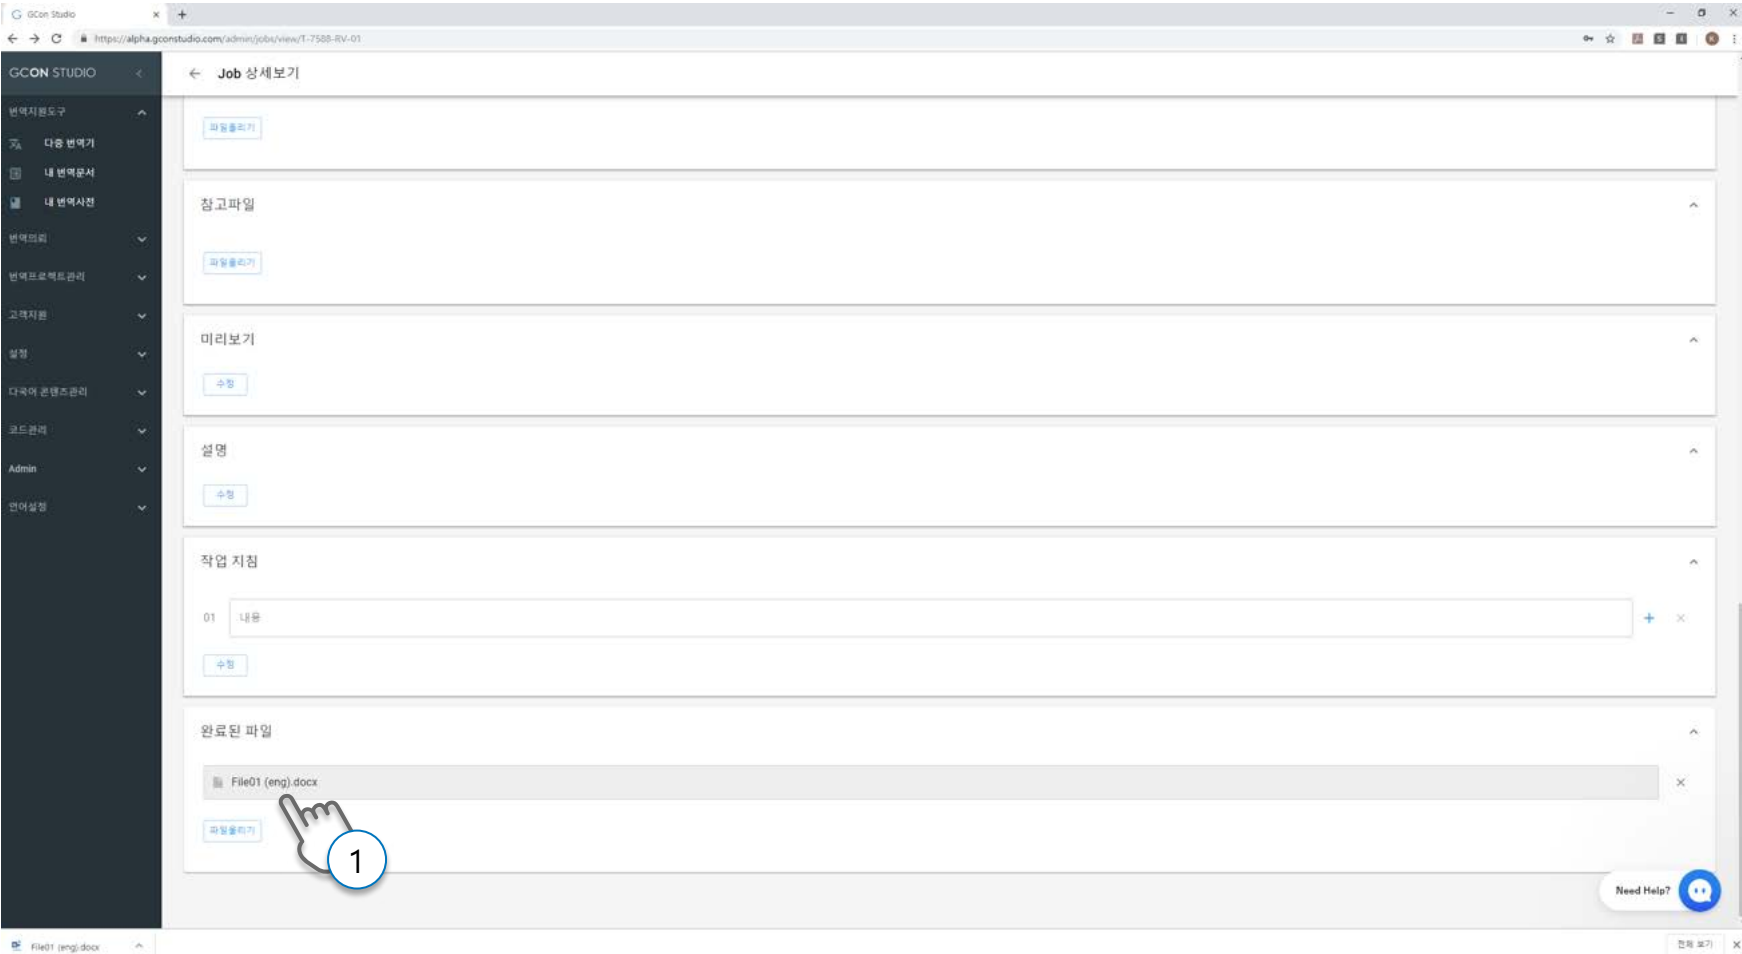 GCon Studio
https://alpha.gconstudio.com/admin/jobs/view/T-7588-RV-01
GCON STUDIO
Job 상세보기
번역지원도구
다중 번역기
내 번역문서
내 번역사전
번역의뢰
번역프로젝트관리
고객지원
설정
다국어 콘텐츠관리
코드관리
Admin
언어설정
파일올리기
참고파일
파일올리기
미리보기
수정
설명
수정
작업 지침
01 내용
수정
완료된 파일
File01 (eng).docx
파일올리기
1
Need Help?
File01 (eng).docx
전체 보기